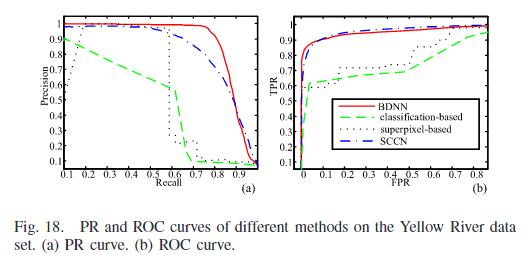 1
0.9
0.8
0.7
0.6
0.5
0.4
0.3
0.2
0.1
Precision
0.1 0.2 0.3 0.4 0.5 0.6 0.7 0.8 0.9
Recall
(a)
1
0.9
0.8
0.7
0.6
0.5
0.4
0.3
0.2
0.1
TPR
BDNN
classification-based
superpixel-based
SCCN
0 0.1 0.2 0.3 0.4 0.5 0.6 0.7 0.8
FPR
(b)
Fig. 18. PR and ROC curves of different methods on the Yellow River data
set. (a) PR curve. (b) ROC curve.